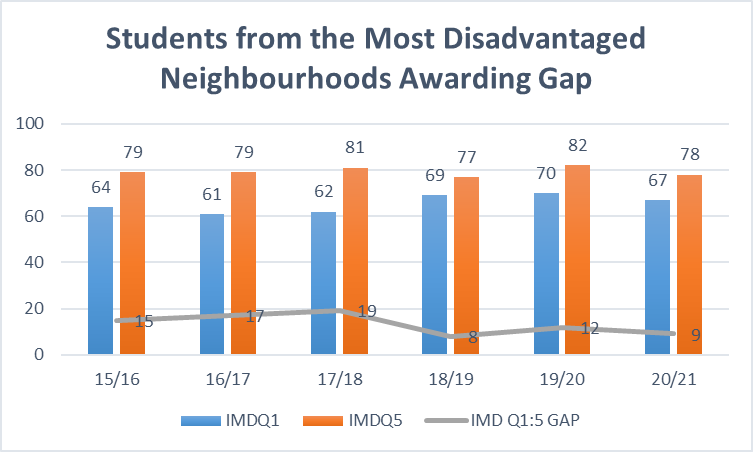 Students from the Most Disadvantaged
Neighbourhoods Awarding Gap
100
80
60
40
20
0
64 79 61 79 62 81 69 77 70 82 67 78
15 17 19 8 12 9
15/16 16/17 17/18 18/19 19/20 20/21
IMDQ1 IMDQ5 IMD Q1:5 GAP